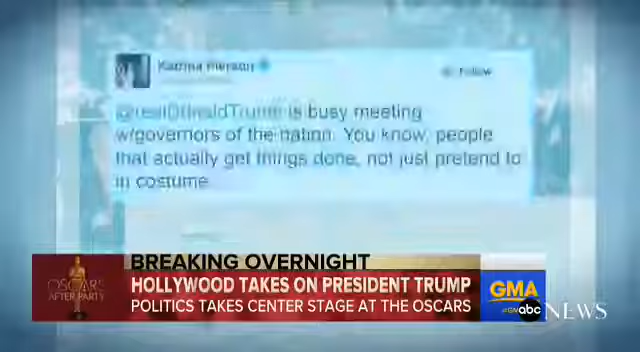 Katrina Pierson
Follow
@realDonaldTrump is busy meeting
w/governors of the nation. You know, people
that actually get things done, not just pretend to
in costume
BREAKING OVERNIGHT
OSCARS
AFTER PARTY
HOLLYWOOD TAKES ON PRESIDENT TRUMP
POLITICS TAKES CENTER STAGE AT THE OSCARS
GMA
abc NEWS